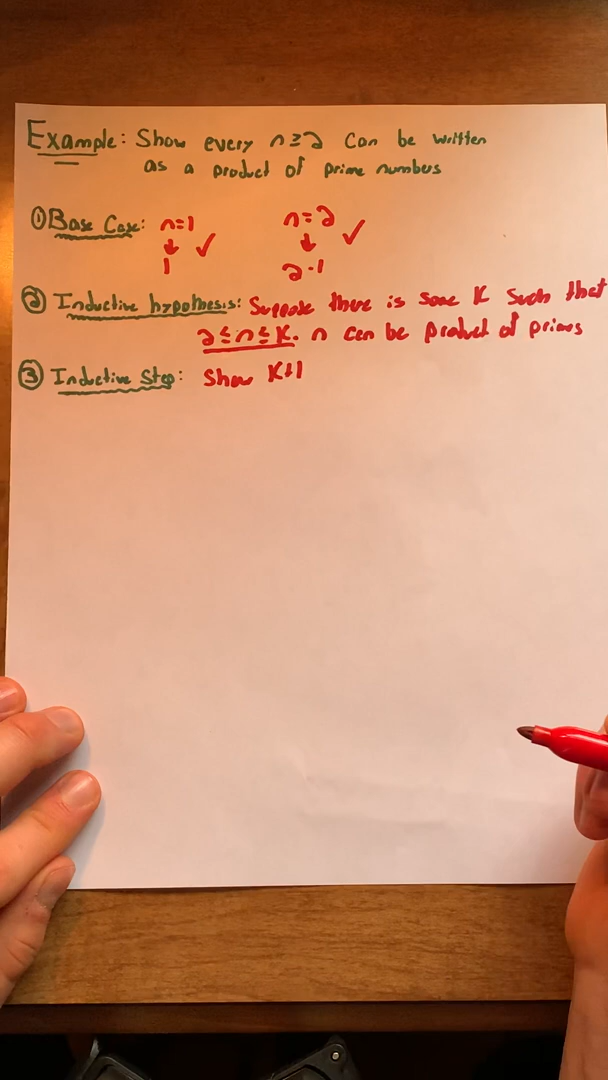 Example: Show every n≥2 can be written
as a product of prime numbers
① Base Case: n=1 n=2
↓ ✓ ↓ ✓
1 2·1
② Inductive hypothesis: Suppose there is some K such that
2≤n≤K. n can be product of primes
③ Inductive Step: Show K+1